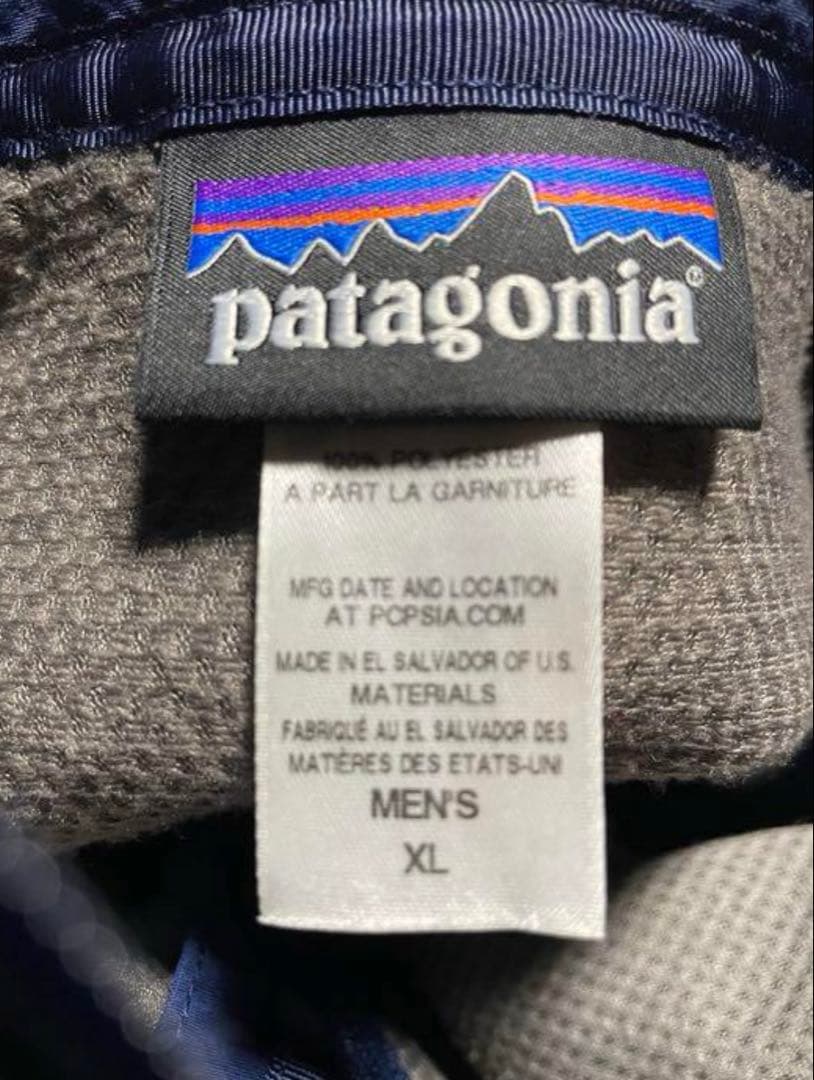 patagonia®
100% POLYESTER
A PART LA GARNITURE
MFG DATE AND LOCATION
AT PCPSIA.COM
MADE IN EL SALVADOR OF U.S.
MATERIALS
FABRIQUÉ AU EL SALVADOR DES
MATIÈRES DES ETATS-UNI
MEN'S
XL